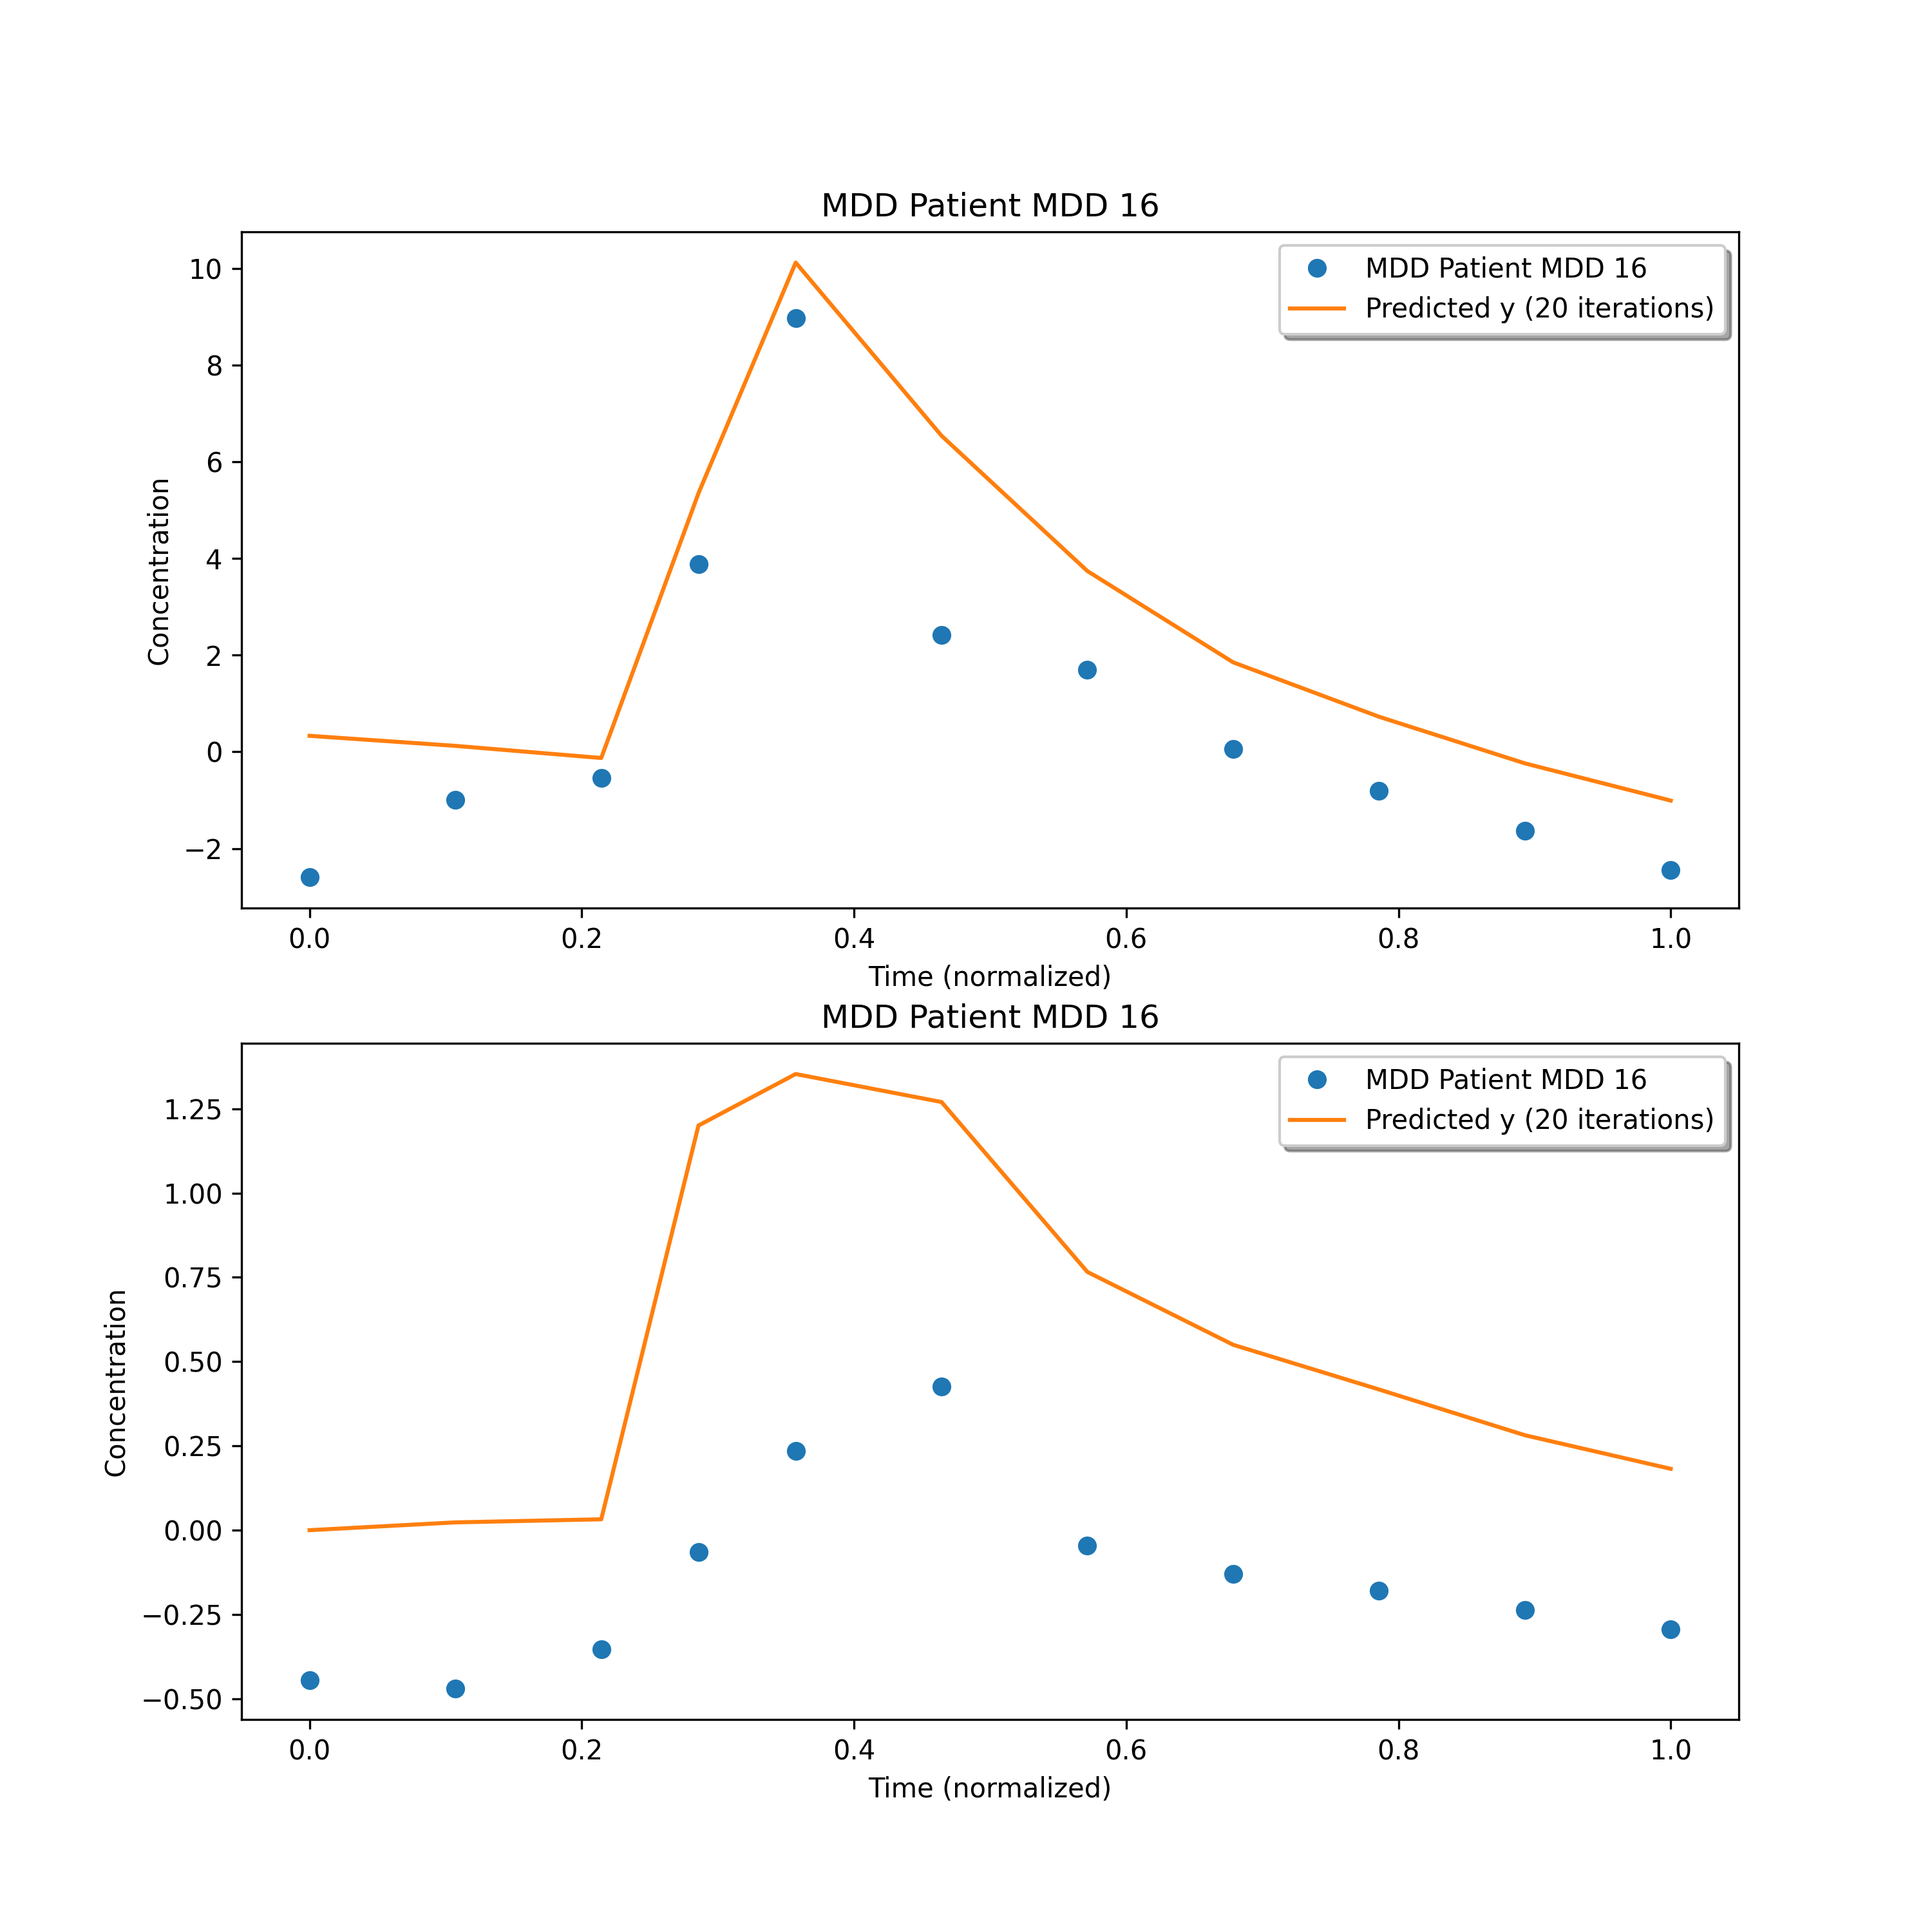 MDD Patient MDD 16
MDD Patient MDD 16
Predicted y (20 iterations)
10
8
6
4
2
0
−2
Concentration
0.0 0.2 0.4 0.6 0.8 1.0
Time (normalized)
MDD Patient MDD 16
MDD Patient MDD 16
Predicted y (20 iterations)
1.25
1.00
0.75
0.50
0.25
0.00
−0.25
−0.50
Concentration
0.0 0.2 0.4 0.6 0.8 1.0
Time (normalized)